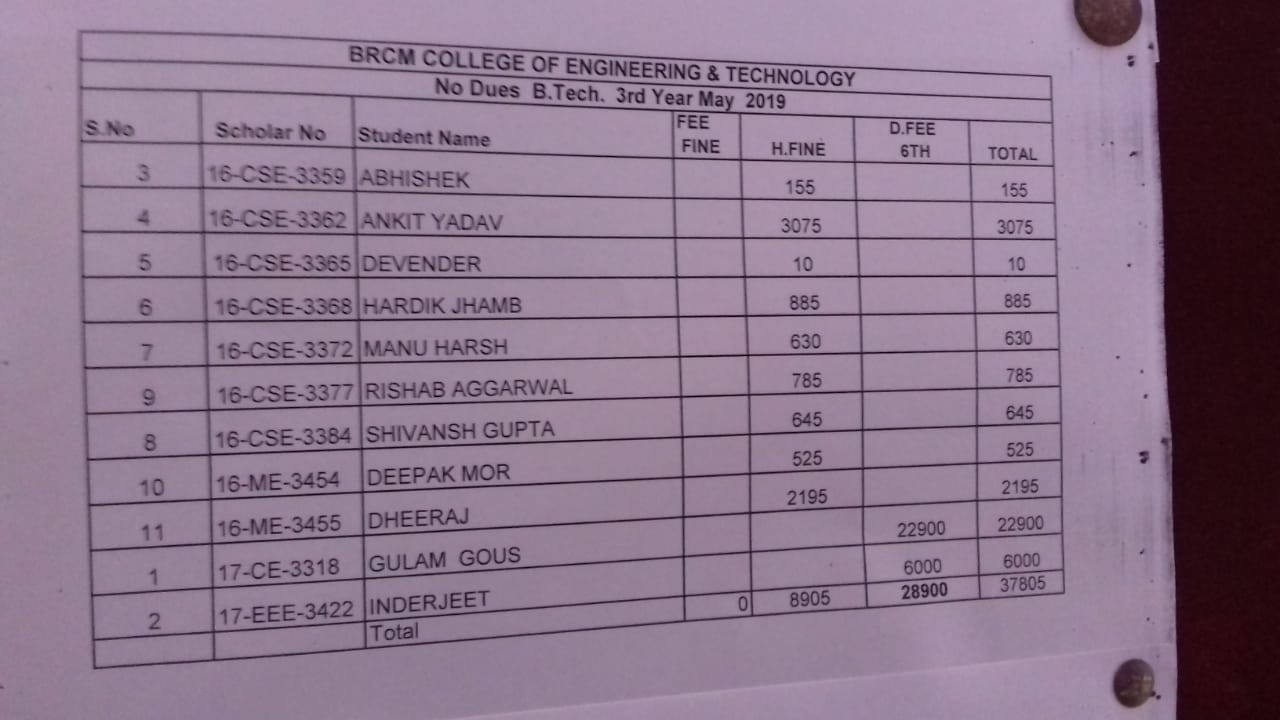 BRCM COLLEGE OF ENGINEERING & TECHNOLOGY
No Dues B.Tech. 3rd Year May 2019
S.No Scholar No Student Name FEE FINE H.FINE D.FEE 6TH TOTAL
3 16-CSE-3359 ABHISHEK 155 155
4 16-CSE-3362 ANKIT YADAV 3075 3075
5 16-CSE-3365 DEVENDER 10 10
6 16-CSE-3368 HARDIK JHAMB 885 885
7 16-CSE-3372 MANU HARSH 630 630
9 16-CSE-3377 RISHAB AGGARWAL 785 785
8 16-CSE-3384 SHIVANSH GUPTA 645 645
10 16-ME-3454 DEEPAK MOR 525 525
11 16-ME-3455 DHEERAJ 2195 2195
1 17-CE-3318 GULAM GOUS 22900 22900
2 17-EEE-3422 INDERJEET 6000 6000
Total 0 8905 28900 37805